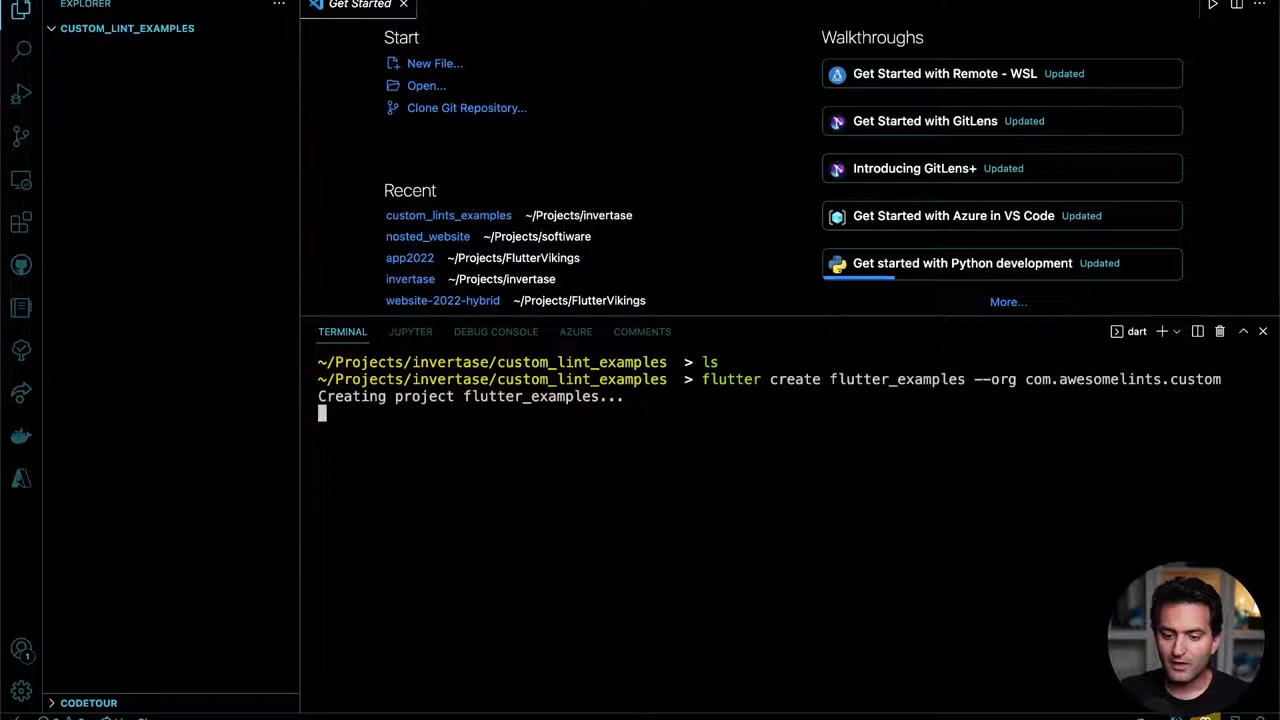 EXPLORER
CUSTOM_LINT_EXAMPLES
Get Started
Start
New File...
Open...
Clone Git Repository...
Recent
custom_lints_examples ~/Projects/invertase
nosted_website ~/Projects/softiware
app2022 ~/Projects/FlutterVikings
invertase ~/Projects/invertase
website-2022-hybrid ~/Projects/FlutterVikings
Walkthroughs
Get Started with Remote - WSL Updated
Get Started with GitLens Updated
Introducing GitLens+ Updated
Get Started with Azure in VS Code Updated
Get started with Python development Updated
More...
TERMINAL JUPYTER DEBUG CONSOLE AZURE COMMENTS
dart
~/Projects/invertase/custom_lint_examples > ls
~/Projects/invertase/custom_lint_examples > flutter create flutter_examples --org com.awesomelints.custom
Creating project flutter_examples...
1
CODETOUR